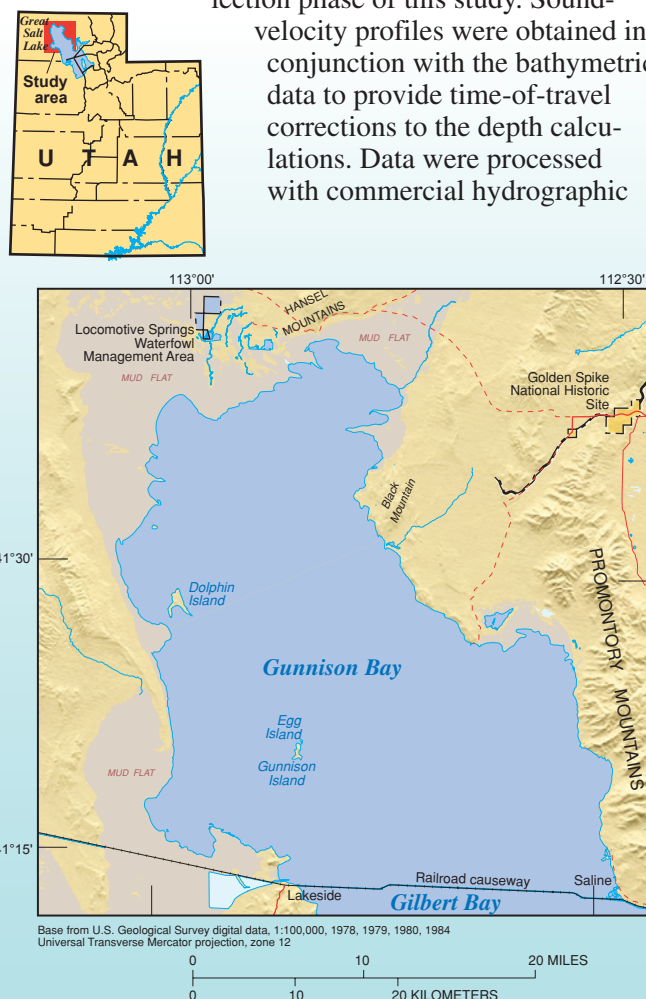 lection phase of this study. Sound-
velocity profiles were obtained in
conjunction with the bathymetric
data to provide time-of-travel
corrections to the depth calcu-
lations. Data were processed
with commercial hydrographic
Great
Salt
Lake
Study
area
U T A H
113°00'
112°30'
HANSEL
MOUNTAINS
Locomotive Springs
Waterfowl
Management Area
MUD FLAT
MUD FLAT
Golden Spike
National Historic
Site
Black
Mountain
41°30'
Dolphin
Island
PROMONTORY MOUNTAINS
Gunnison Bay
Egg
Island
Gunnison
Island
MUD FLAT
41°15'
Railroad causeway
Saline
Lakeside
Gilbert Bay
Base from U.S. Geological Survey digital data, 1:100,000, 1978, 1979, 1980, 1984
Universal Transverse Mercator projection, zone 12
0 10 20 MILES
0 10 20 KILOMETERS